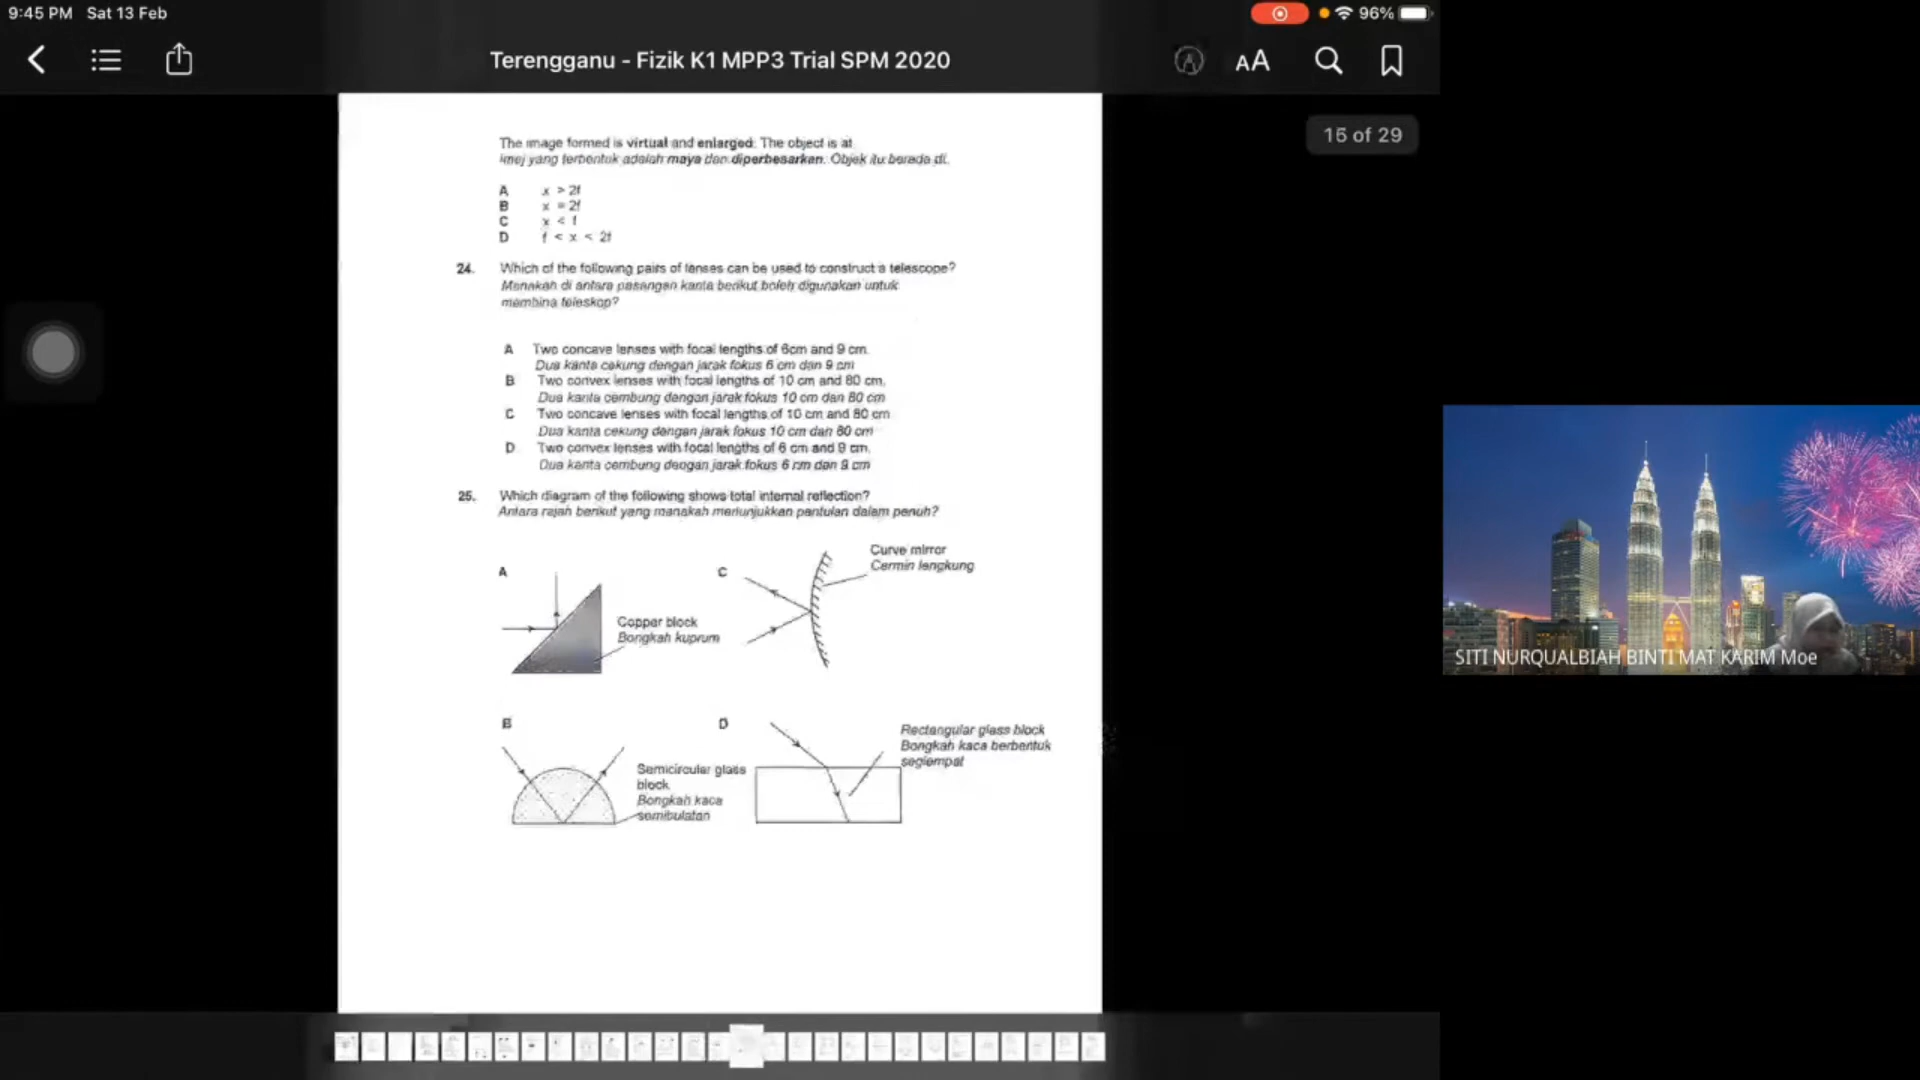 9:45 PM Sat 13 Feb
96%
Terengganu - Fizik K1 MPP3 Trial SPM 2020
AA
15 of 29
The image formed is virtual and enlarged. The object is at
Imej yang terbentuk adalah maya dan diperbesarkan. Objek itu berada di.
A x > 2f
B x = 2f
C x < f
D f < x < 2f
24. Which of the following pairs of lenses can be used to construct a telescope?
Manakah di antara pasangan kanta berikut boleh digunakan untuk
membina teleskop?
A Two concave lenses with focal lengths of 6cm and 9 cm.
Dua kanta cekung dengan jarak fokus 6 cm dan 9 cm
B Two convex lenses with focal lengths of 10 cm and 80 cm.
Dua kanta cembung dengan jarak fokus 10 cm dan 80 cm
C Two concave lenses with focal lengths of 10 cm and 80 cm
Dua kanta cekung dengan jarak fokus 10 cm dan 80 cm
D Two convex lenses with focal lengths of 6 cm and 9 cm.
Dua kanta cembung dengan jarak fokus 6 cm dan 9 cm
25. Which diagram of the following shows total internal reflection?
Antara rajah berikut yang manakah menunjukkan pantulan dalam penuh?
A
Copper block
Bongkah kuprum
C
Curve mirror
Cermin lengkung
B
Semicircular glass
block
Bongkah kaca
semibulatan
D
Rectangular glass block
Bongkah kaca berbentuk
segiempat
SITI NURQUALBIAH BINTI MAT KARIM Moe